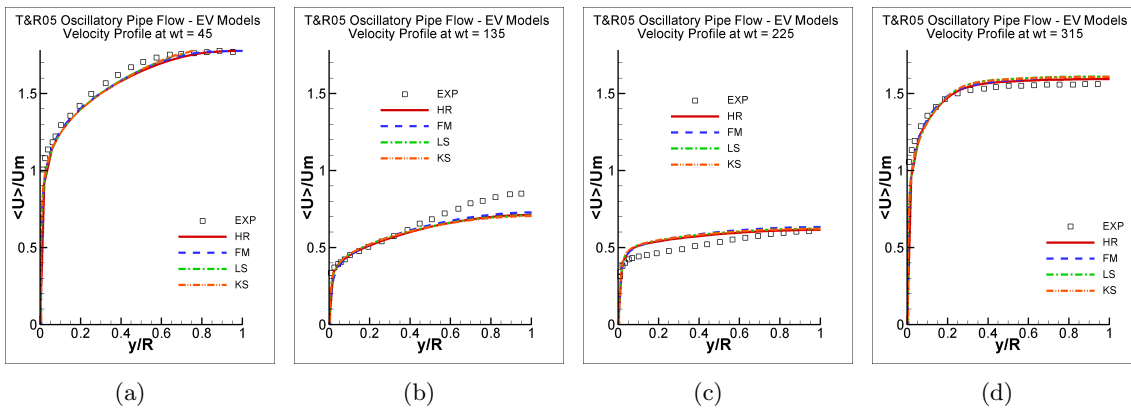 T&R05 Oscillatory Pipe Flow - EV Models
Velocity Profile at wt = 45
<U>/Um
1.5
1
0.5
0
EXP
HR
FM
LS
KS
0 0.2 0.4 0.6 0.8 1
y/R
(a)
T&R05 Oscillatory Pipe Flow - EV Models
Velocity Profile at wt = 135
<U>/Um
1.5
1
0.5
0
EXP
HR
FM
LS
KS
0 0.2 0.4 0.6 0.8 1
y/R
(b)
T&R05 Oscillatory Pipe Flow - EV Models
Velocity Profile at wt = 225
<U>/Um
1.5
1
0.5
0
EXP
HR
FM
LS
KS
0 0.2 0.4 0.6 0.8 1
y/R
(c)
T&R05 Oscillatory Pipe Flow - EV Models
Velocity Profile at wt = 315
<U>/Um
1.5
1
0.5
0
EXP
HR
FM
LS
KS
0 0.2 0.4 0.6 0.8 1
y/R
(d)